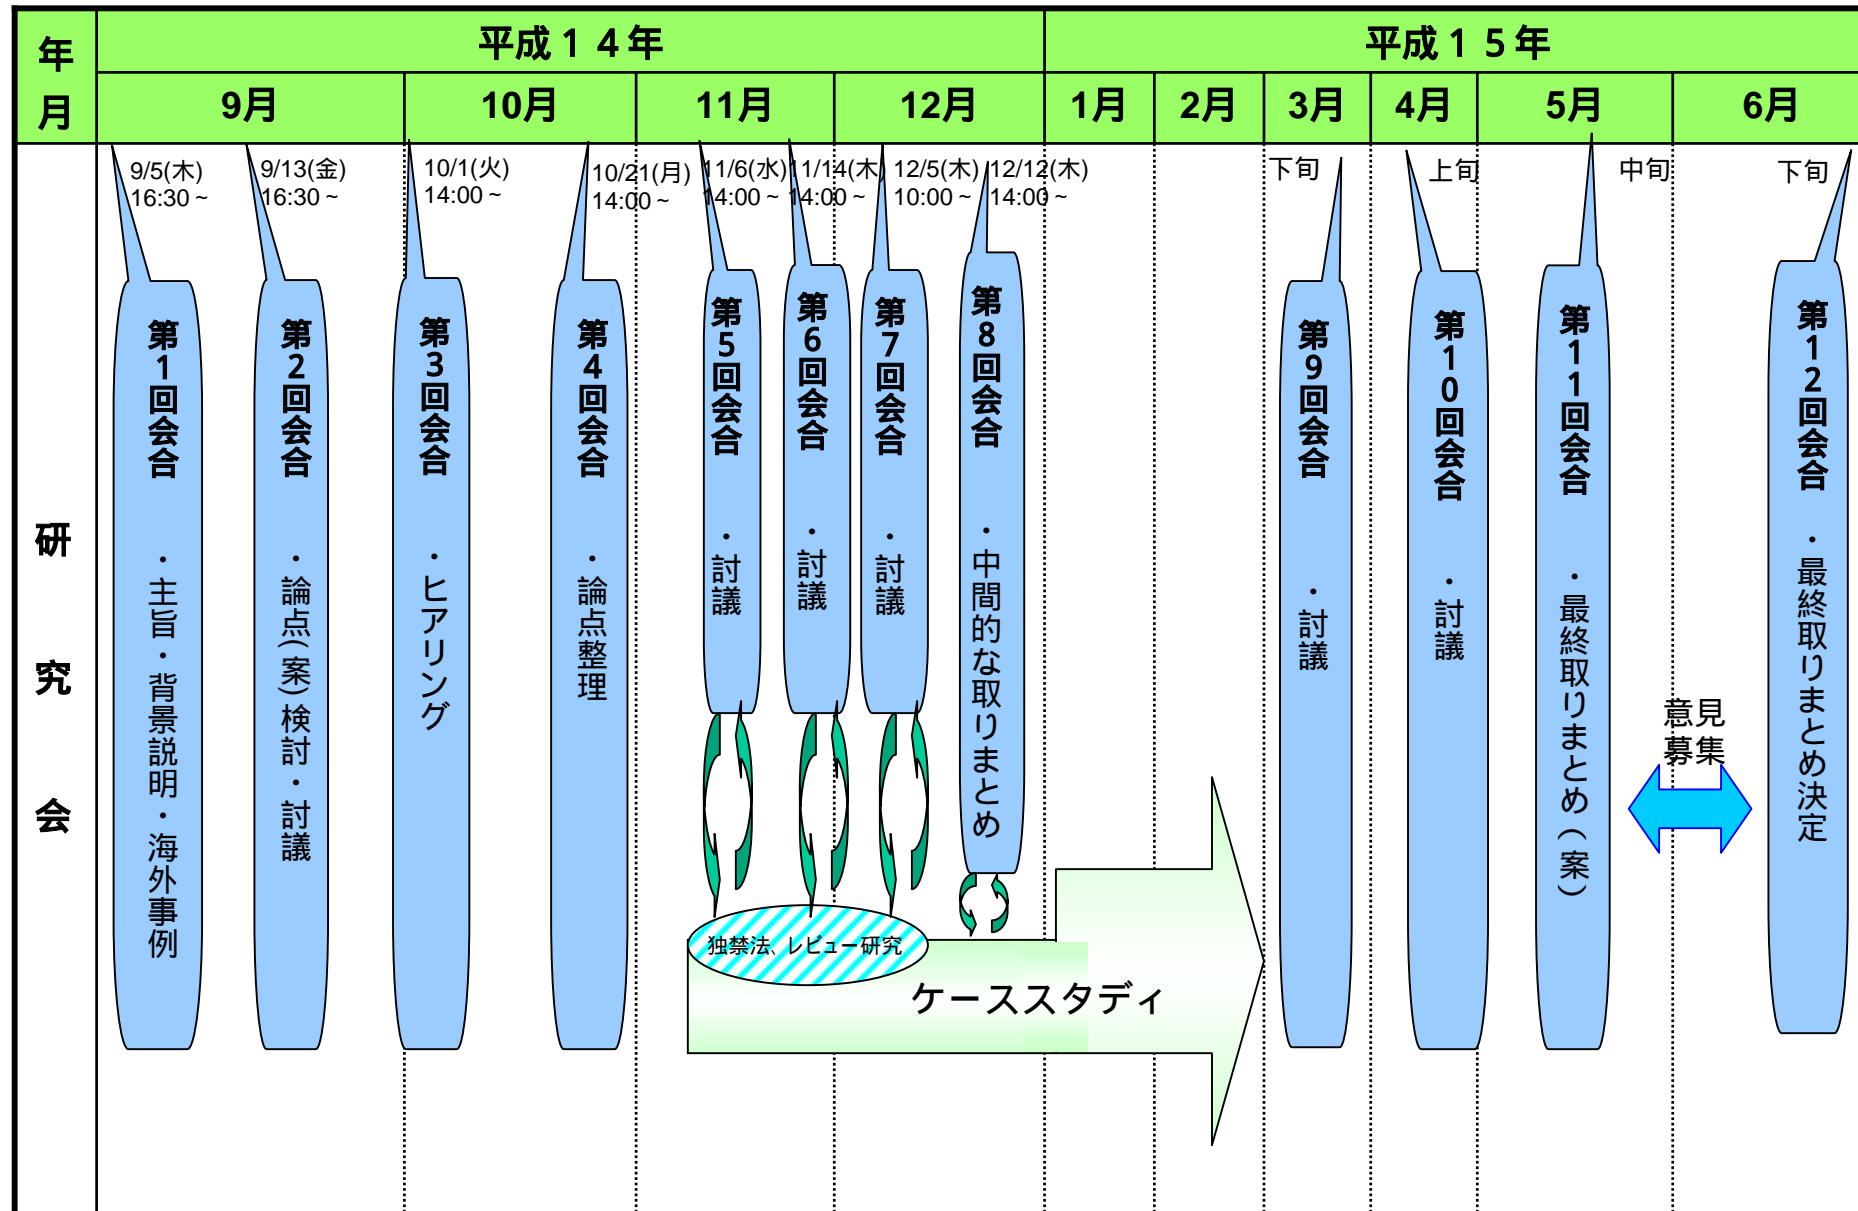 年
月
平成１４年
平成１５年
9月
10月
11月
12月
1月
2月
3月
4月
5月
6月
研究会
9/5(木)
16:30～
9/13(金)
16:30～
10/1(火)
14:00～
10/21(月)
14:00～
11/6(水)
14:00～
11/14(木)
14:00～
12/5(木)
10:00～
12/12(木)
14:00～
下旬
上旬
中旬
下旬
第1回会合
・主旨・背景説明・海外事例
第2回会合
・論点(案)検討・討議
第3回会合
・ヒアリング
第4回会合
・論点整理
第5回会合
・討議
第6回会合
・討議
第7回会合
・討議
第8回会合
・中間的な取りまとめ
第9回会合
・討議
第10回会合
・討議
第11回会合
・最終取りまとめ（案）
第12回会合
・最終取りまとめ決定
意見
募集
独禁法、レビュー研究
ケーススタディ